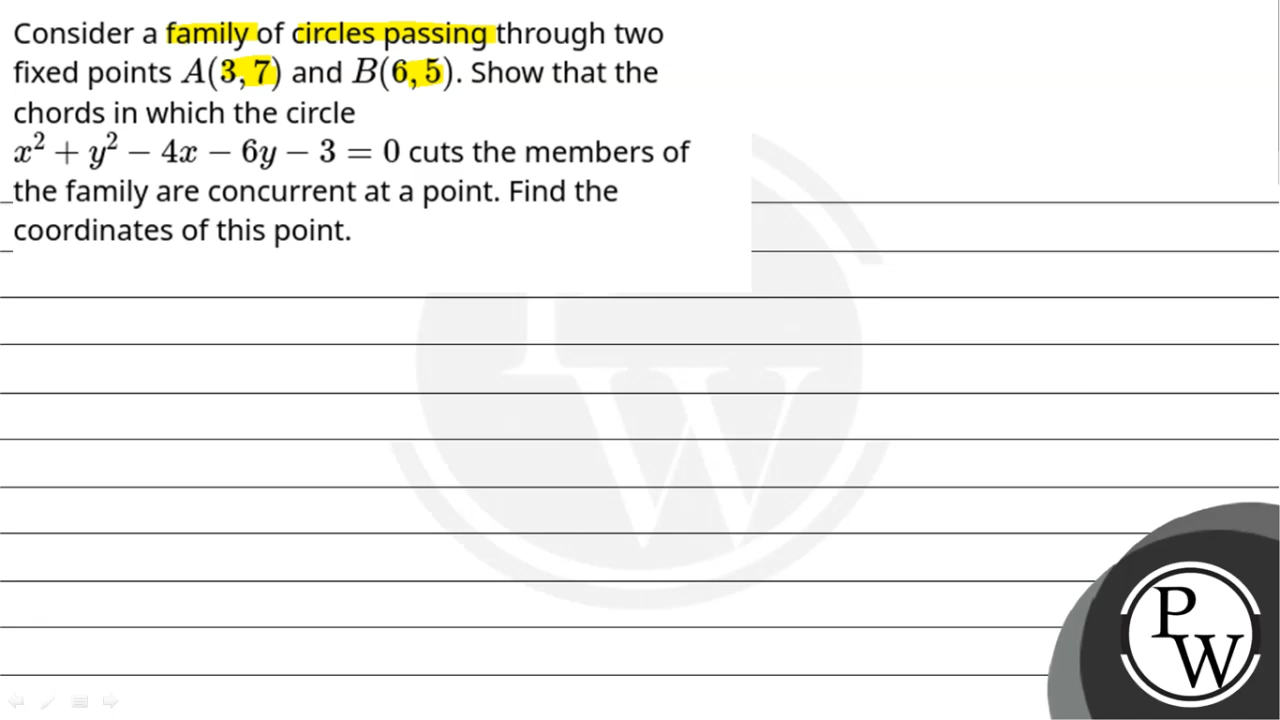 Consider a family of circles passing through two
fixed points A(3, 7) and B(6, 5). Show that the
chords in which the circle
x² + y² − 4x − 6y − 3 = 0 cuts the members of
the family are concurrent at a point. Find the
coordinates of this point.
P
W